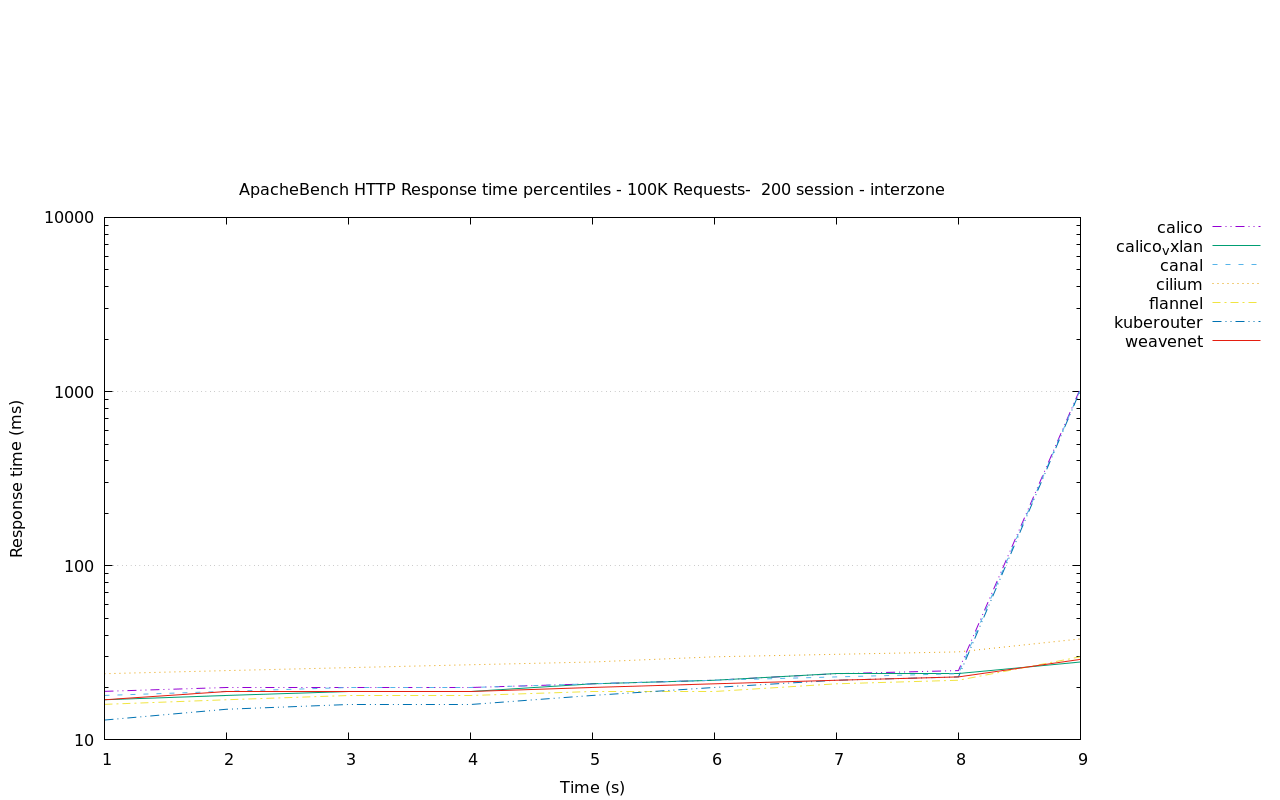 ApacheBench HTTP Response time percentiles - 100K Requests-  200 session - interzone
10000
1000
100
10
Response time (ms)
1 2 3 4 5 6 7 8 9
Time (s)
calico
calicovxlan
canal
cilium
flannel
kuberouter
weavenet